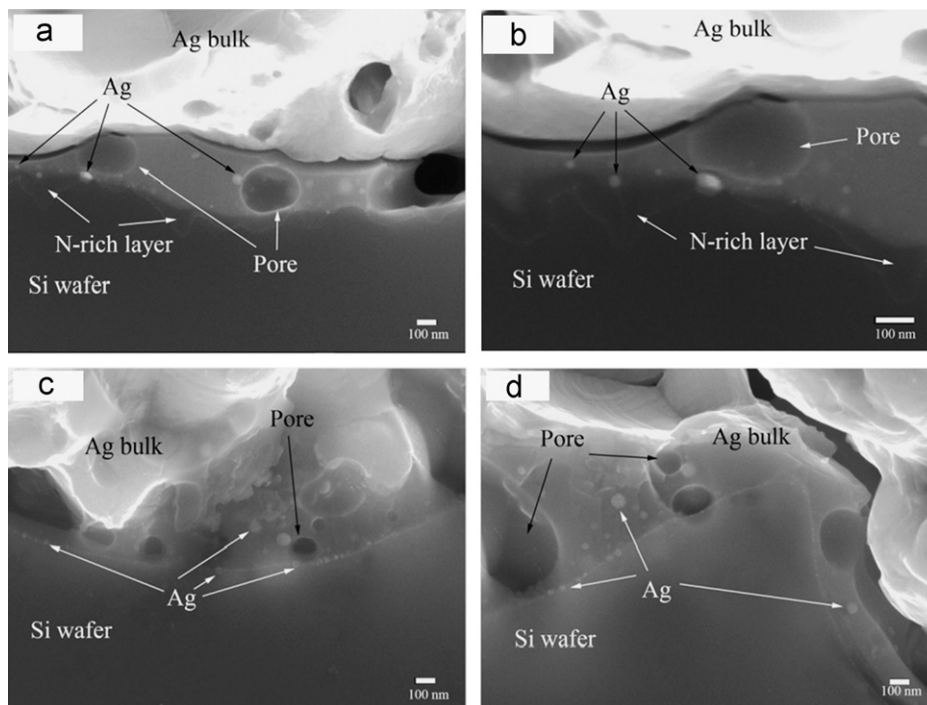 a
Ag bulk
Ag
N-rich layer
Pore
Si wafer
100 nm
b
Ag bulk
Ag
Pore
N-rich layer
Si wafer
100 nm
c
Pore
Ag bulk
Ag
Si wafer
100 nm
d
Pore
Ag bulk
Ag
Si wafer
100 nm